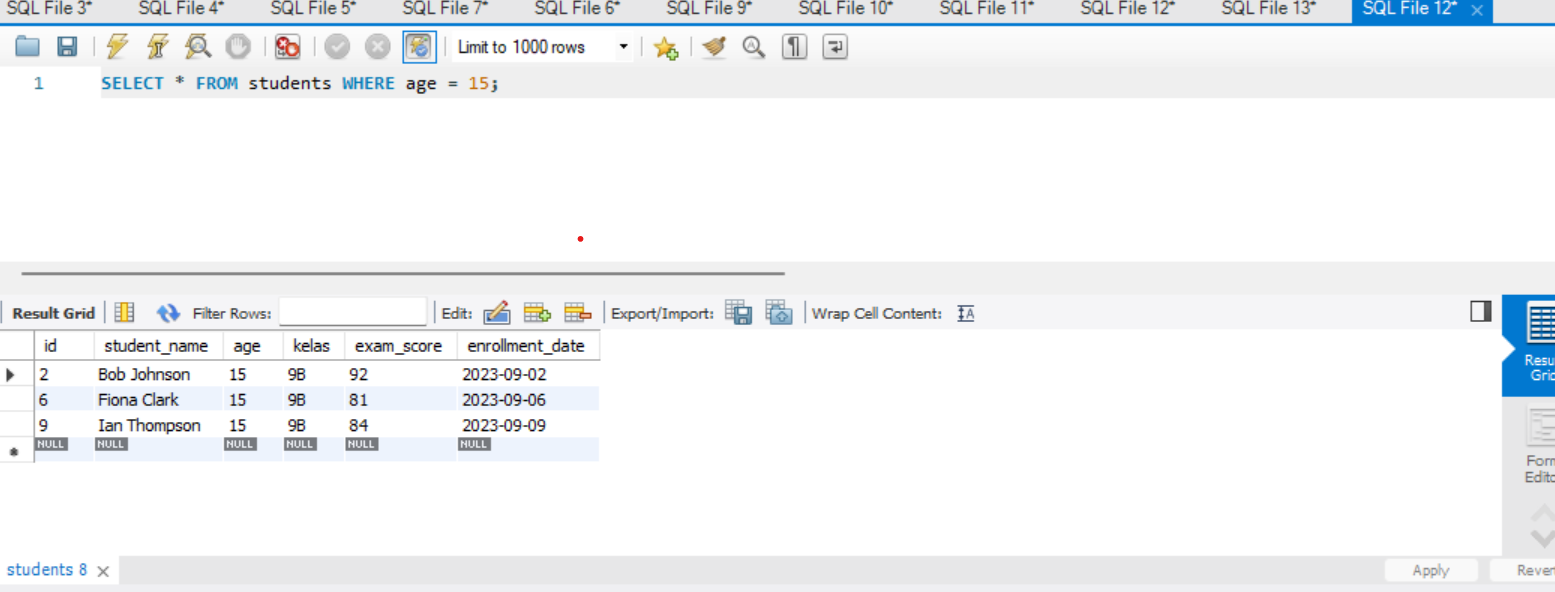 SQL File 3* SQL File 4* SQL File 5* SQL File 7* SQL File 6* SQL File 9* SQL File 10* SQL File 11* SQL File 12* SQL File 13* SQL File 12*
Limit to 1000 rows
1 SELECT * FROM students WHERE age = 15;
Result Grid Filter Rows: Edit: Export/Import: Wrap Cell Content:
id student_name age kelas exam_score enrollment_date
2 Bob Johnson 15 9B 92 2023-09-02
6 Fiona Clark 15 9B 81 2023-09-06
9 Ian Thompson 15 9B 84 2023-09-09
NULL NULL NULL NULL NULL NULL
Resu
Grid
Form
Edito
students 8
Apply Rever